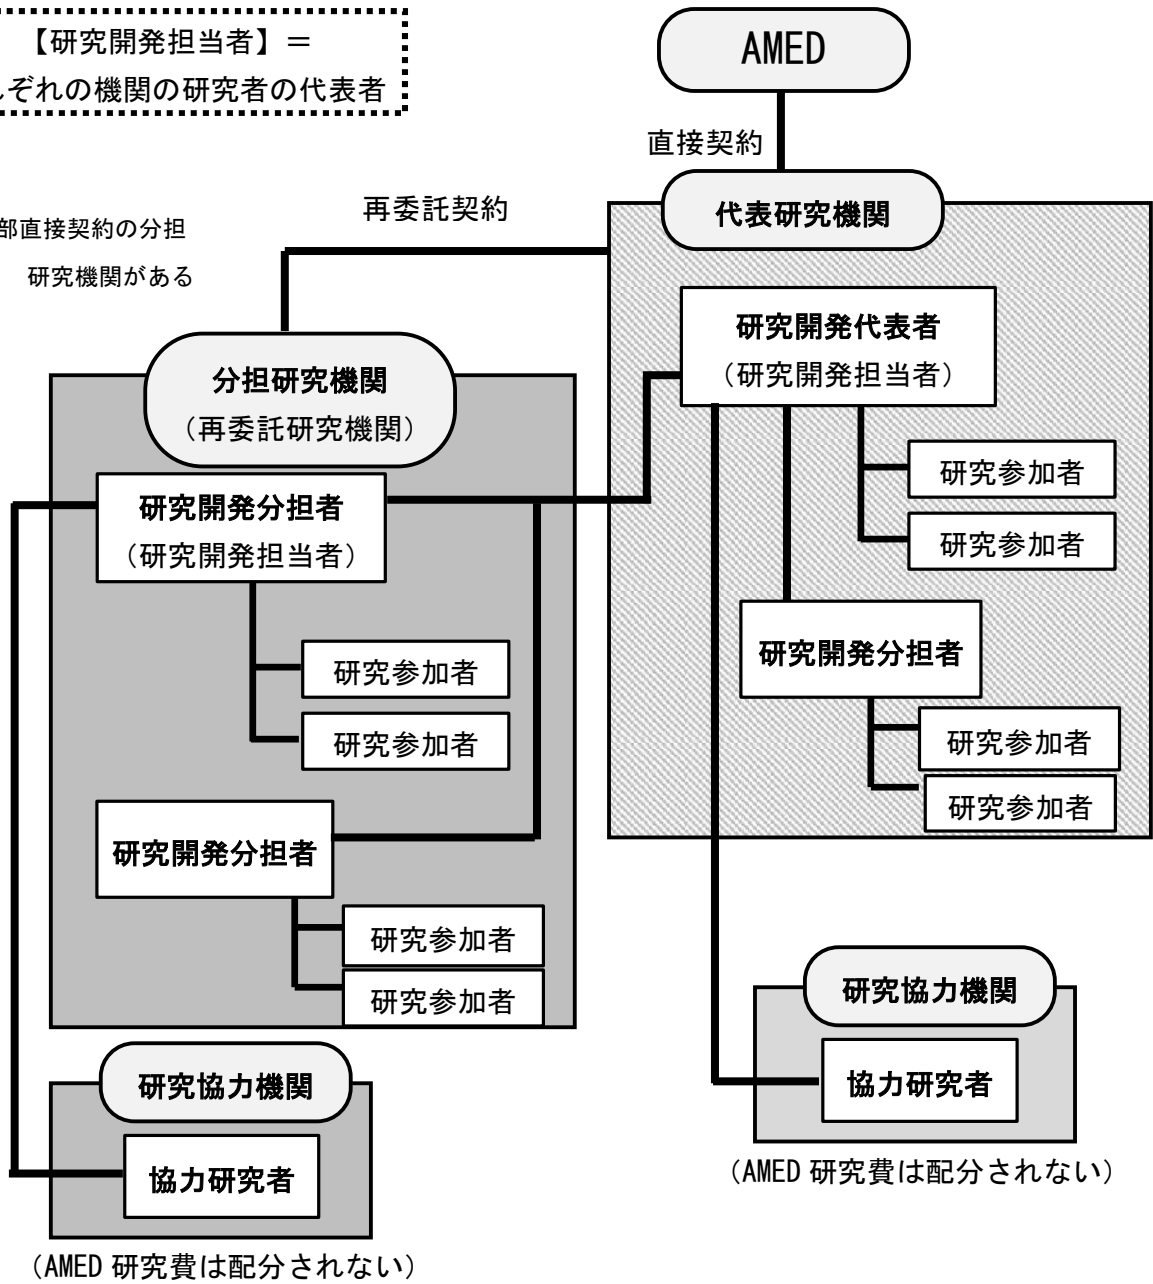 【研究開発担当者】＝
ぞれの機関の研究者の代表者
AMED
直接契約
部直接契約の分担
研究機関がある
再委託契約
代表研究機関
研究開発代表者
（研究開発担当者）
研究参加者
研究参加者
研究開発分担者
研究参加者
研究参加者
分担研究機関
（再委託研究機関）
研究開発分担者
（研究開発担当者）
研究参加者
研究参加者
研究開発分担者
研究参加者
研究参加者
研究協力機関
協力研究者
（AMED 研究費は配分されない）
研究協力機関
協力研究者
（AMED 研究費は配分されない）